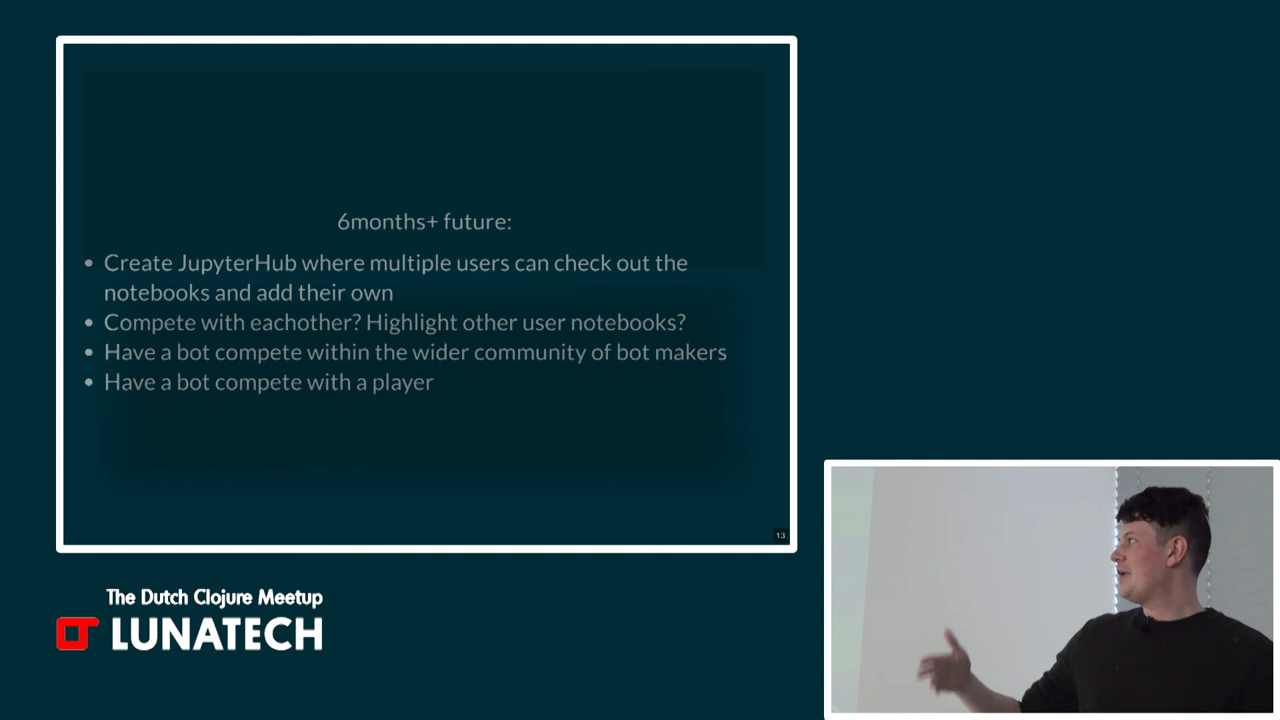 6months+ future:
• Create JupyterHub where multiple users can check out the
notebooks and add their own
• Compete with eachother? Highlight other user notebooks?
• Have a bot compete within the wider community of bot makers
• Have a bot compete with a player
13
The Dutch Clojure Meetup
LUNATECH